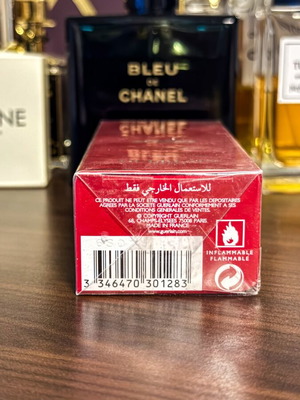 BLEU
DE
CHANEL
NE
للاستعمال الخارجي فقط
CE PRODUIT NE PEUT ÊTRE VENDU QUE PAR LES DEPOSITAIRES
AGREES PAR LA SOCIETE GUERLAIN CONFORMEMENT A SES
CONDITIONS GENERALES DE VENTES.
© COPYRIGHT GUERLAIN
68, CHAMPS-ELYSEES 75008 PARIS.
MADE IN FRANCE
www.guerlain.com
INFLAMMABLE
FLAMMABLE
3 346470 301283